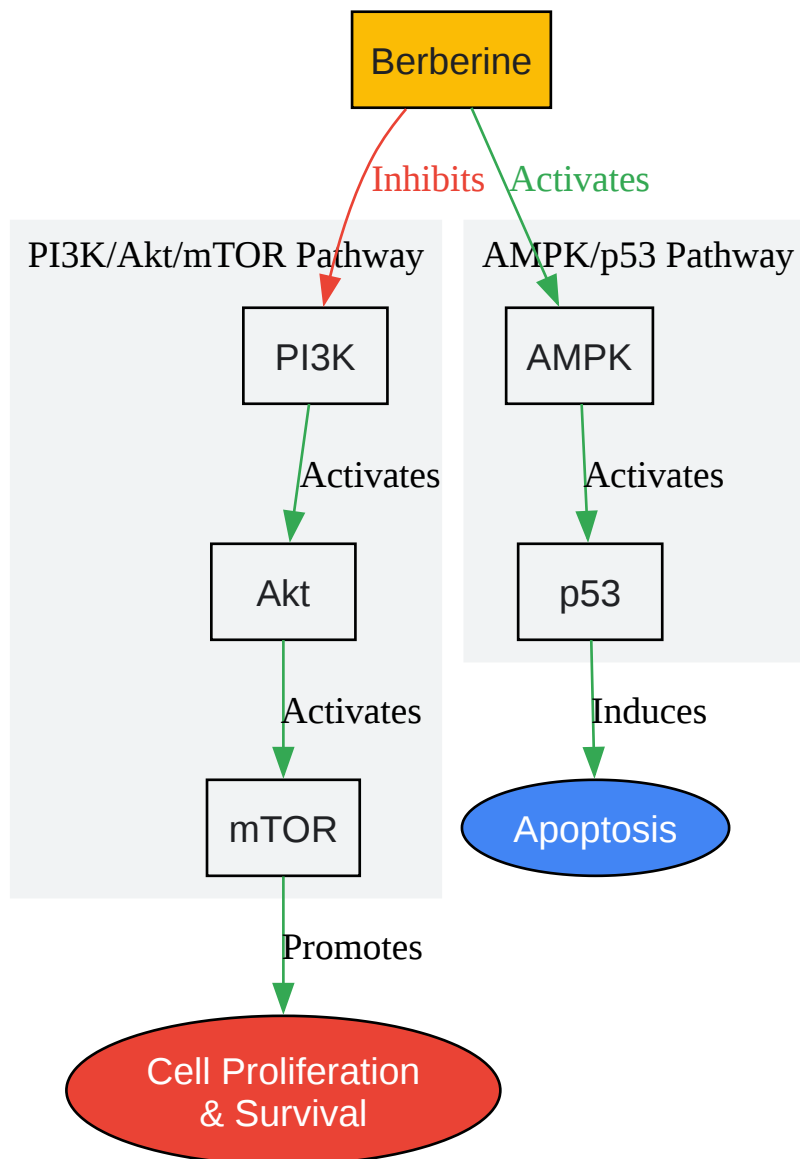 Berberine
Inhibits
Activates
PI3K/Akt/mTOR Pathway
AMPK/p53 Pathway
PI3K
AMPK
Activates
Activates
Akt
p53
Activates
Induces
mTOR
Apoptosis
Promotes
Cell Proliferation
& Survival